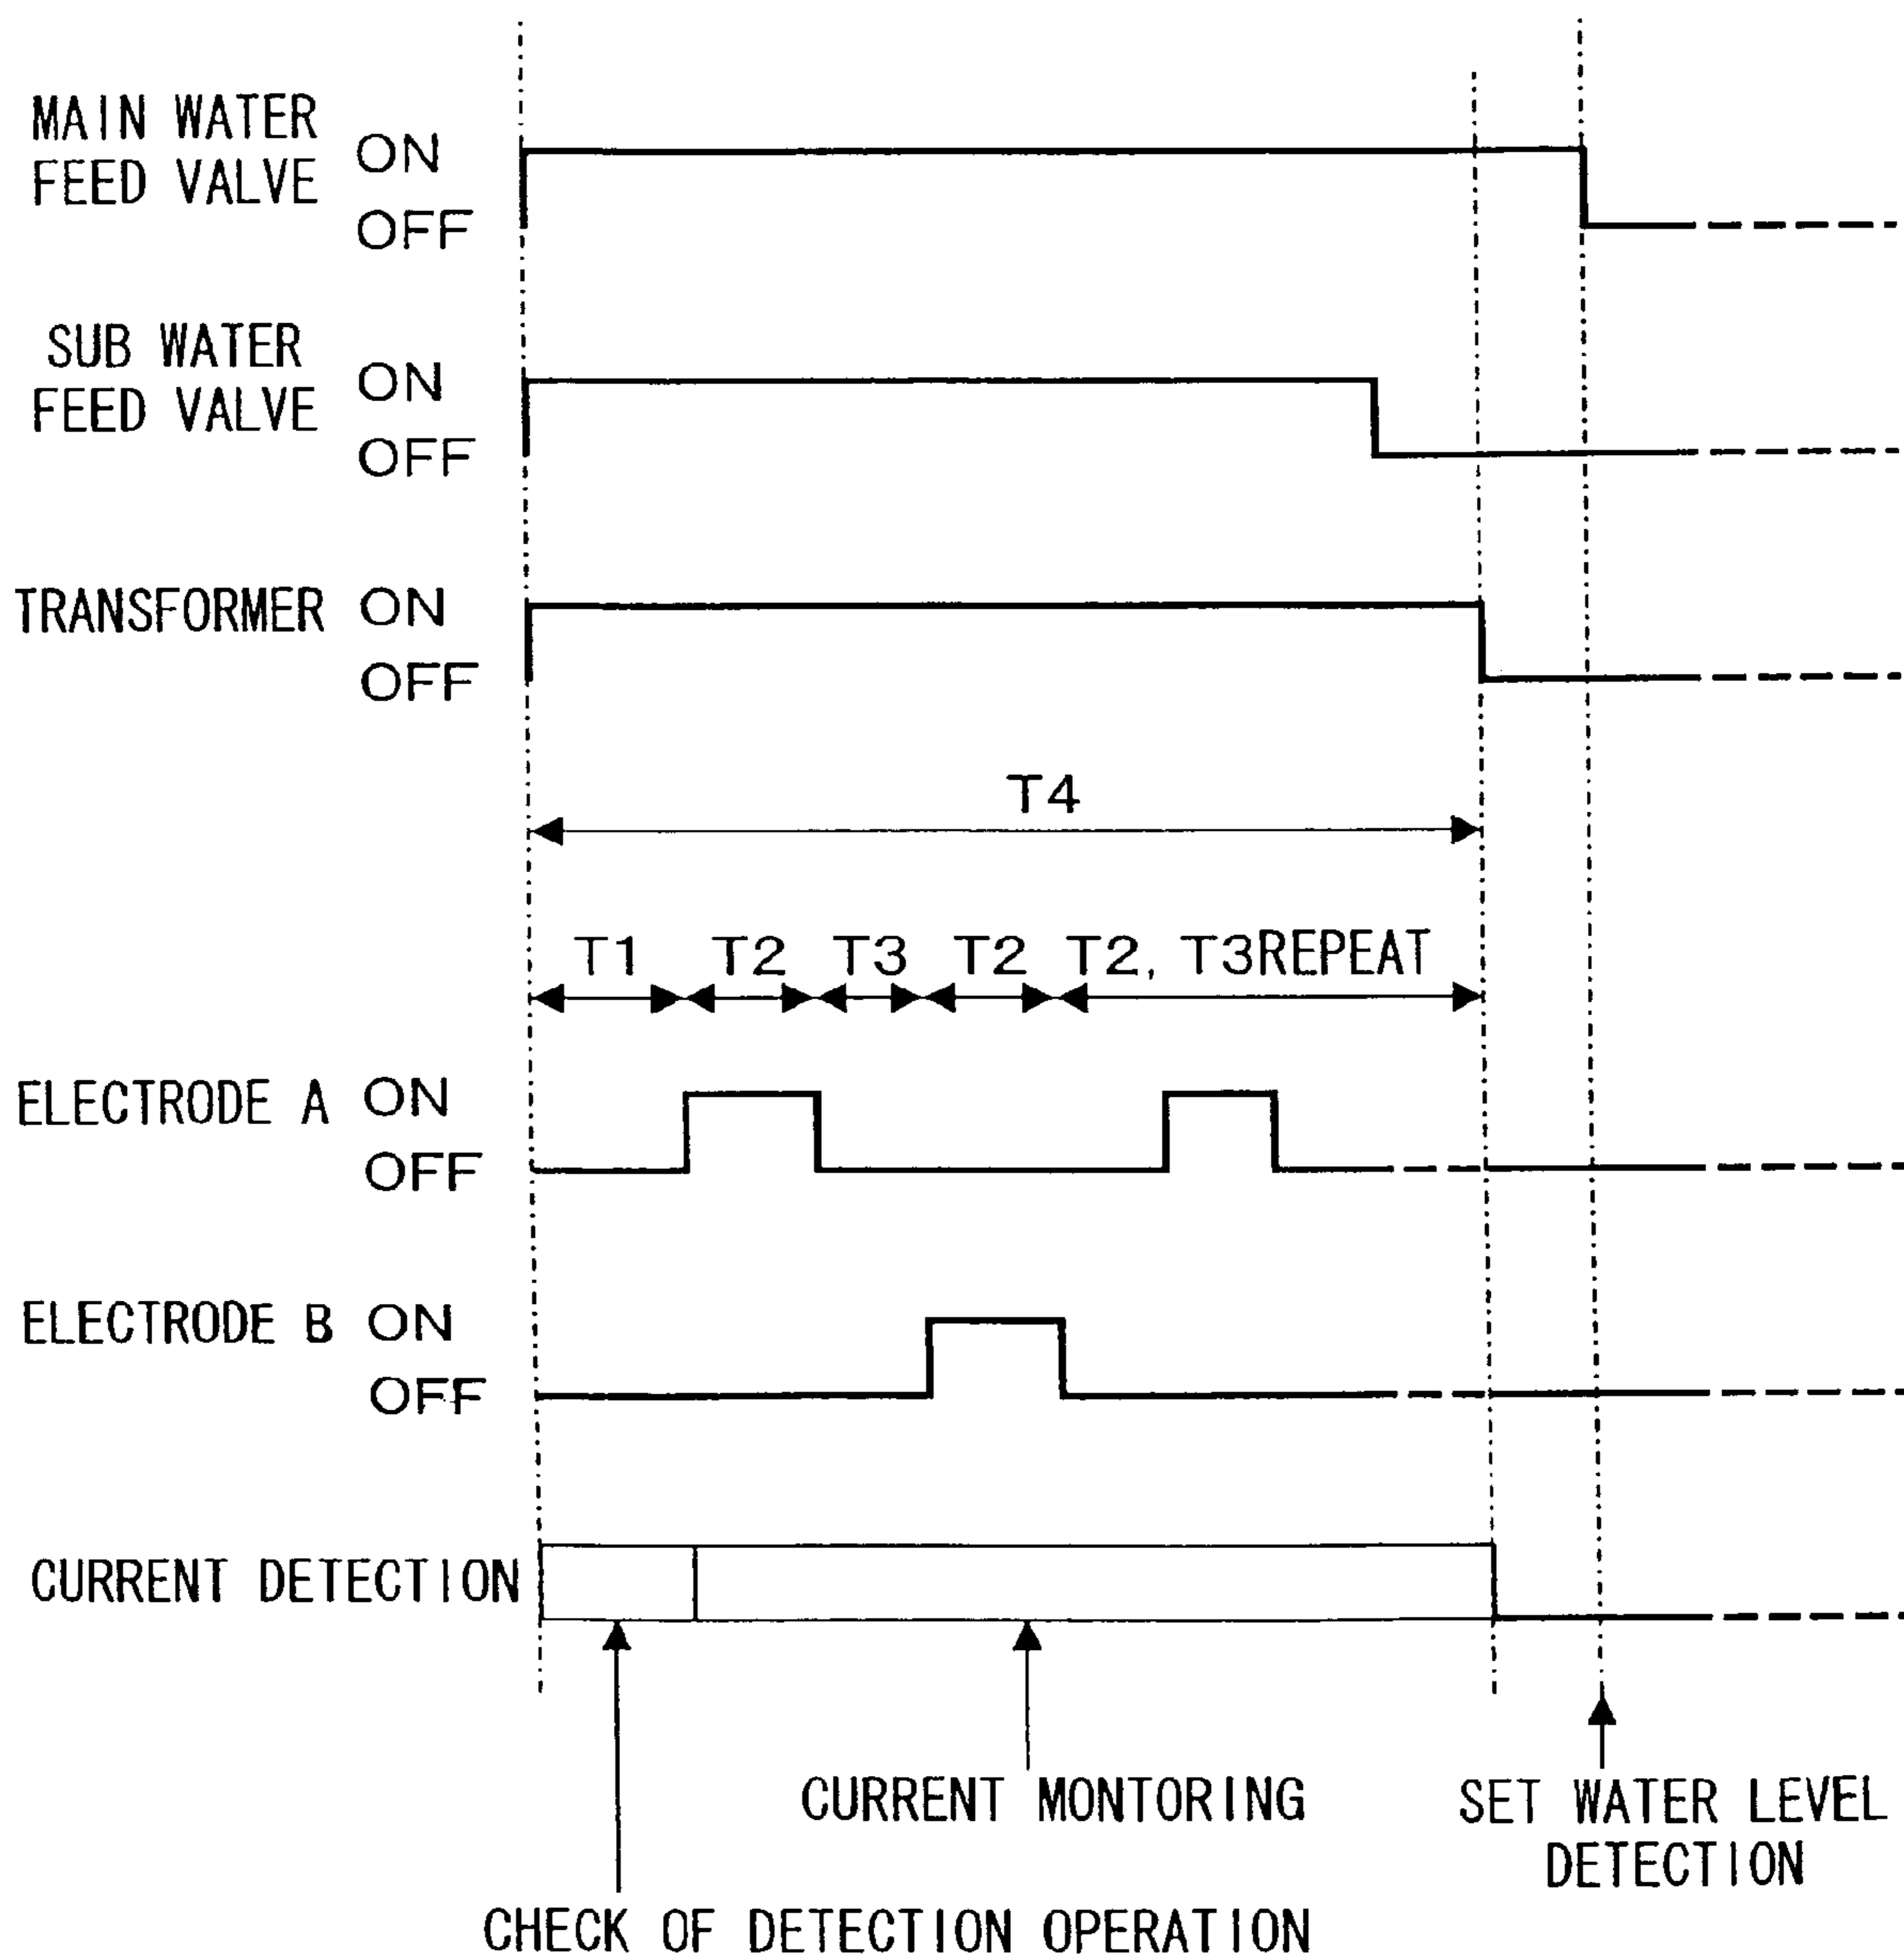 MAIN WATER
FEED VALVE
ON
OFF
SUB WATER
FEED VALVE
ON
OFF
TRANSFORMER
ON
OFF
T4
T1
T2
T3
T2
T2, T3REPEAT
ELECTRODE A
ON
OFF
ELECTRODE B
ON
OFF
CURRENT DETECTION
CURRENT MONTORING
SET WATER LEVEL
DETECTION
CHECK OF DETECTION OPERATION